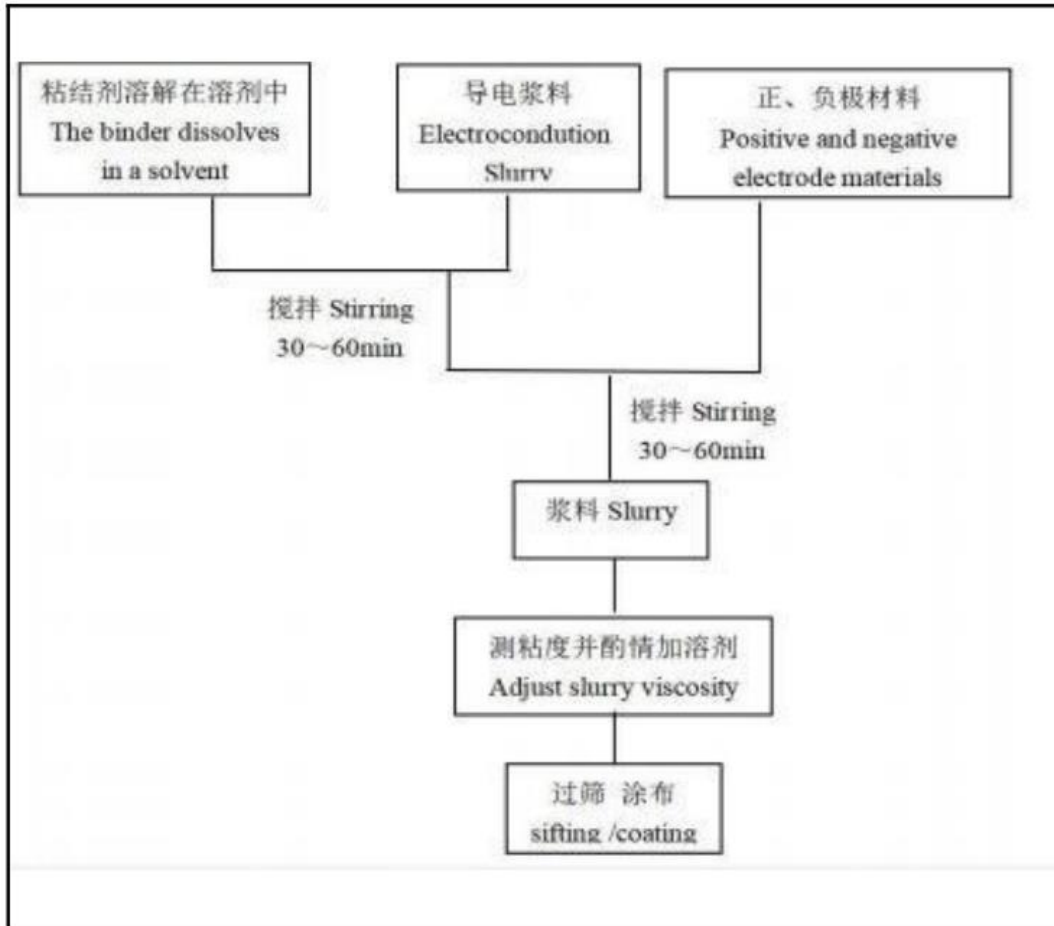 粘结剂溶解在溶剂中
The binder dissolves
in a solvent
导电浆料
Electrocondution
Slurry
正、负极材料
Positive and negative
electrode materials
搅拌 Stirring
30～60min
搅拌 Stirring
30～60min
浆料 Slurry
测粘度并酌情加溶剂
Adjust slurry viscosity
过筛 涂布
sifting /coating